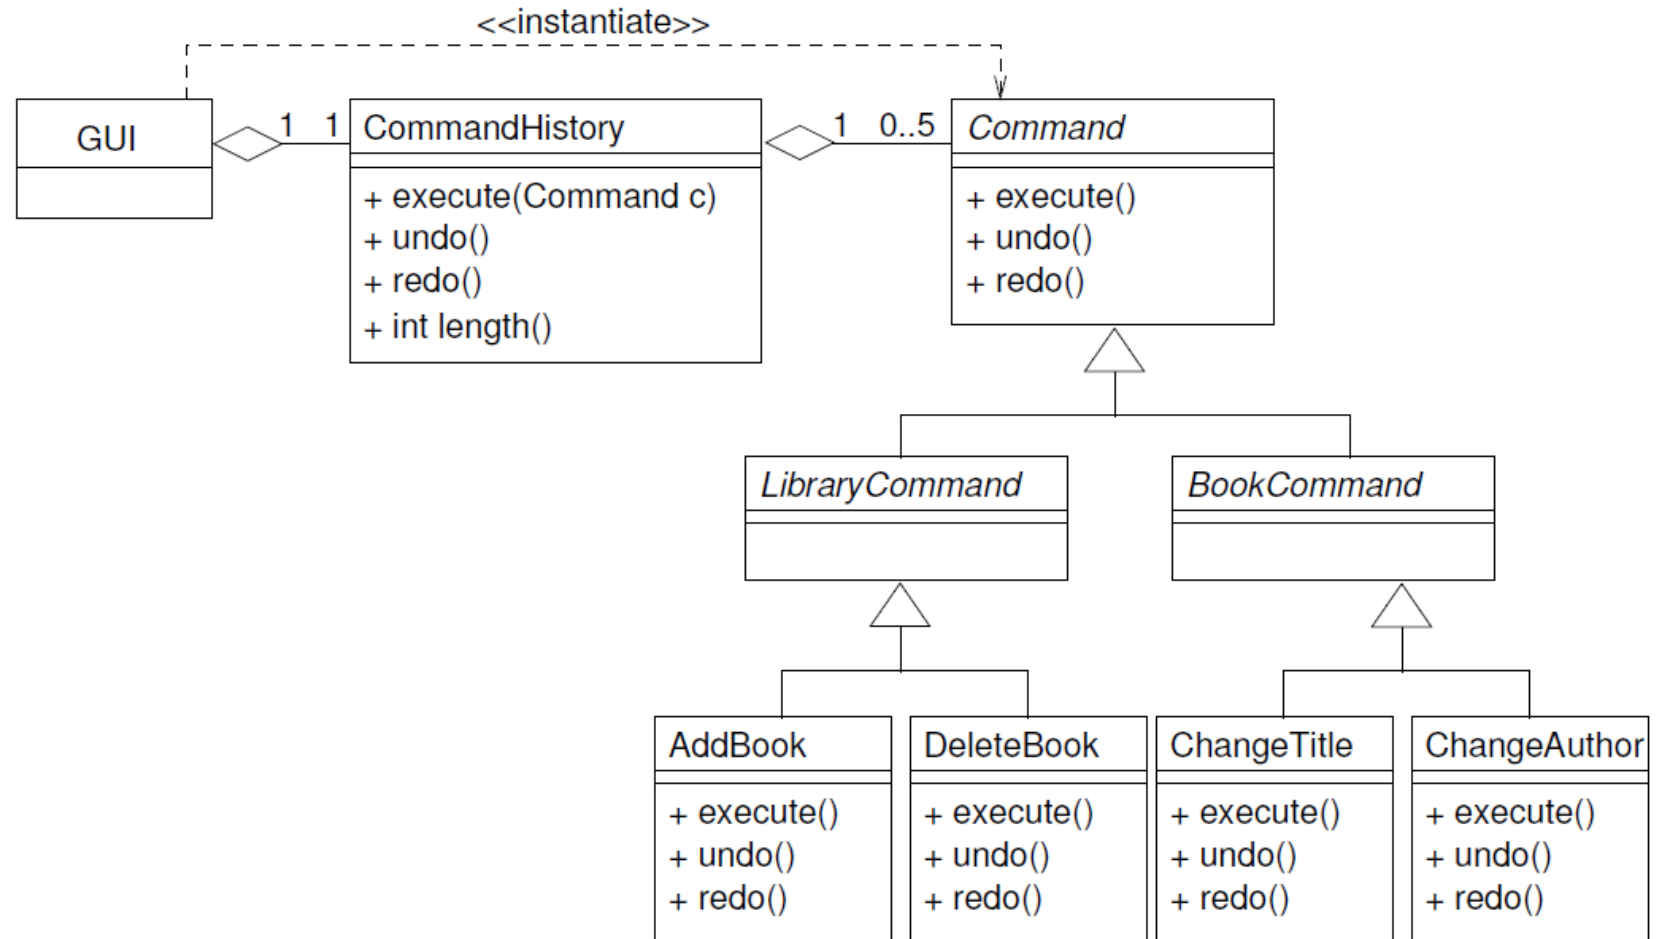 <<instantiate>>
GUI
1 1
CommandHistory
+ execute(Command c)
+ undo()
+ redo()
+ int length()
1 0..5
Command
+ execute()
+ undo()
+ redo()
LibraryCommand
BookCommand
AddBook
+ execute()
+ undo()
+ redo()
DeleteBook
+ execute()
+ undo()
+ redo()
ChangeTitle
+ execute()
+ undo()
+ redo()
ChangeAuthor
+ execute()
+ undo()
+ redo()